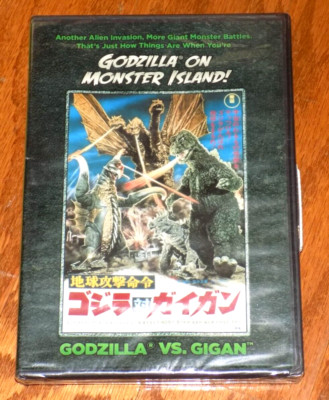 Another Alien Invasion, More Giant Monster Battles.
That's Just How Things Are When You're
GODZILLA ON
MONSTER ISLAND!
地球攻撃命令
ゴジラ対ガイガン
GODZILLA® VS. GIGAN™